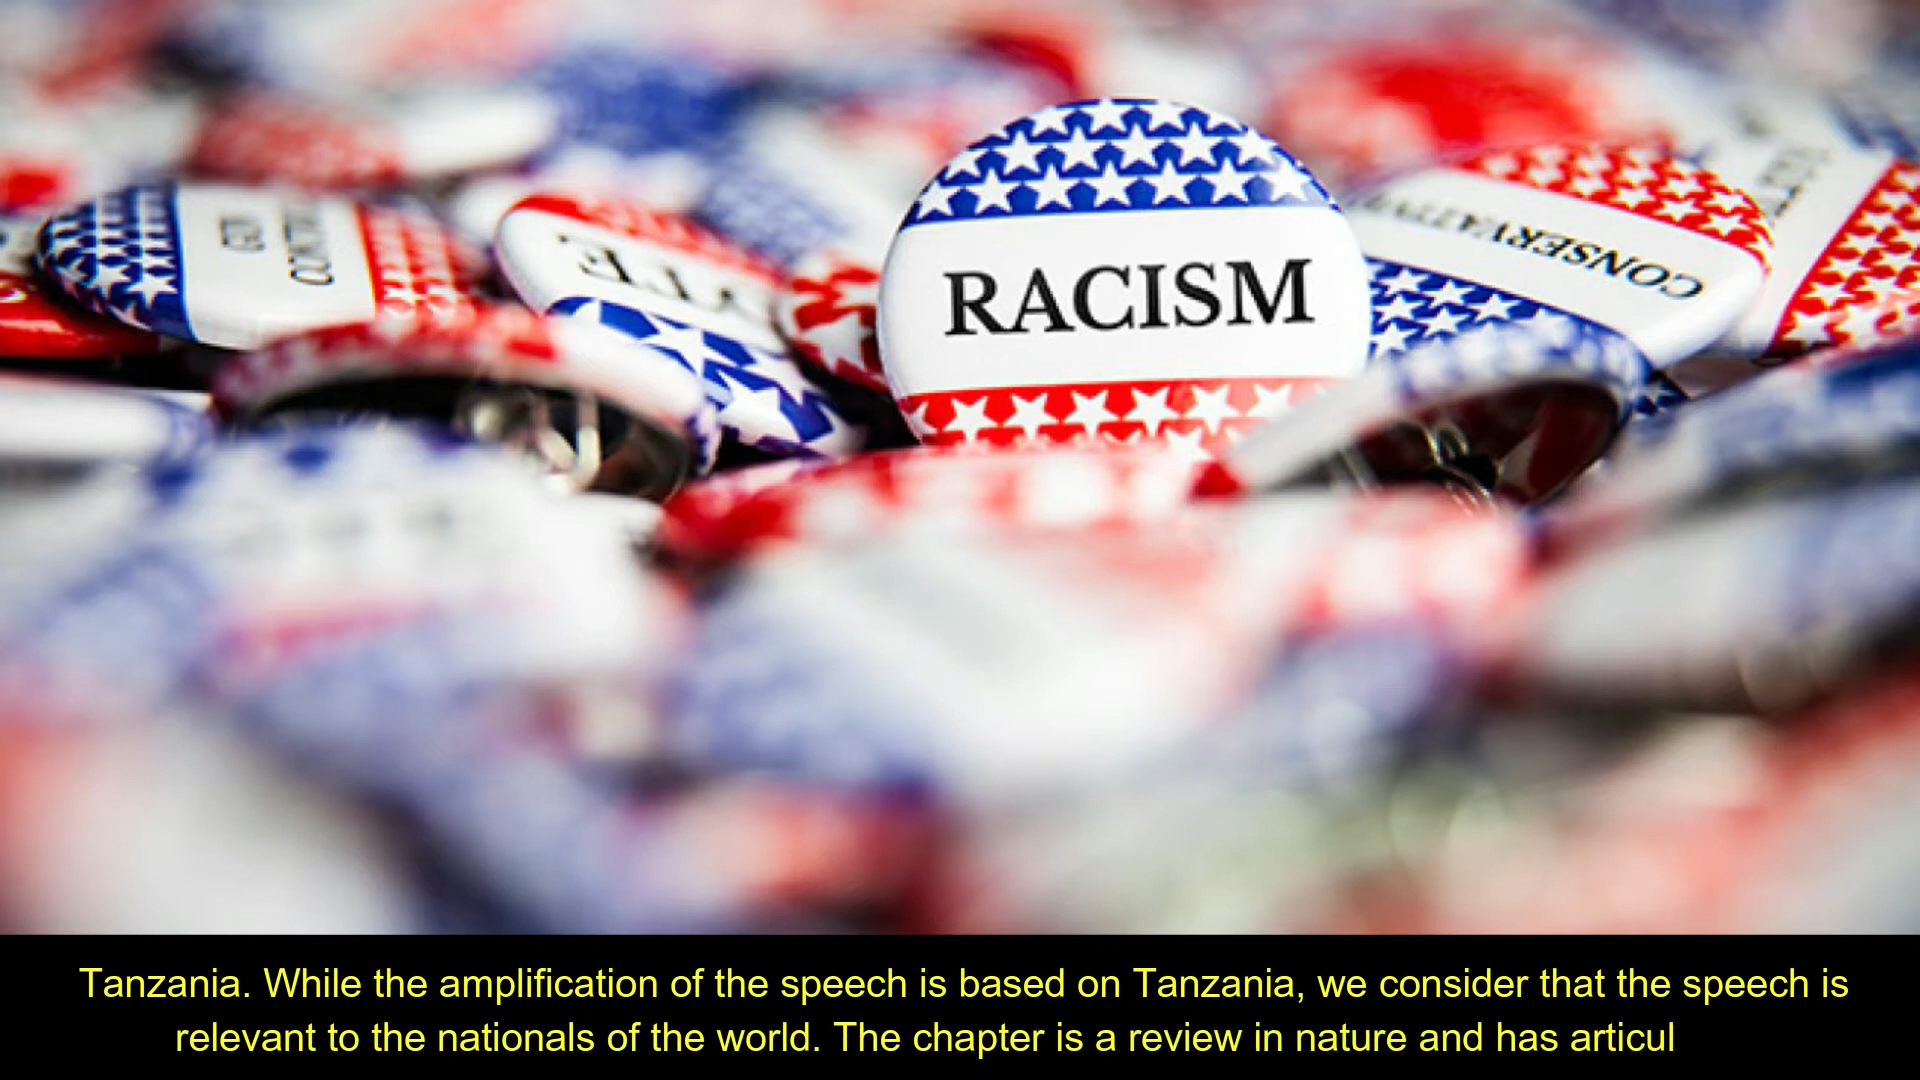 RACISM
CONSERVATIVE
GUN
Tanzania. While the amplification of the speech is based on Tanzania, we consider that the speech is
relevant to the nationals of the world. The chapter is a review in nature and has articul